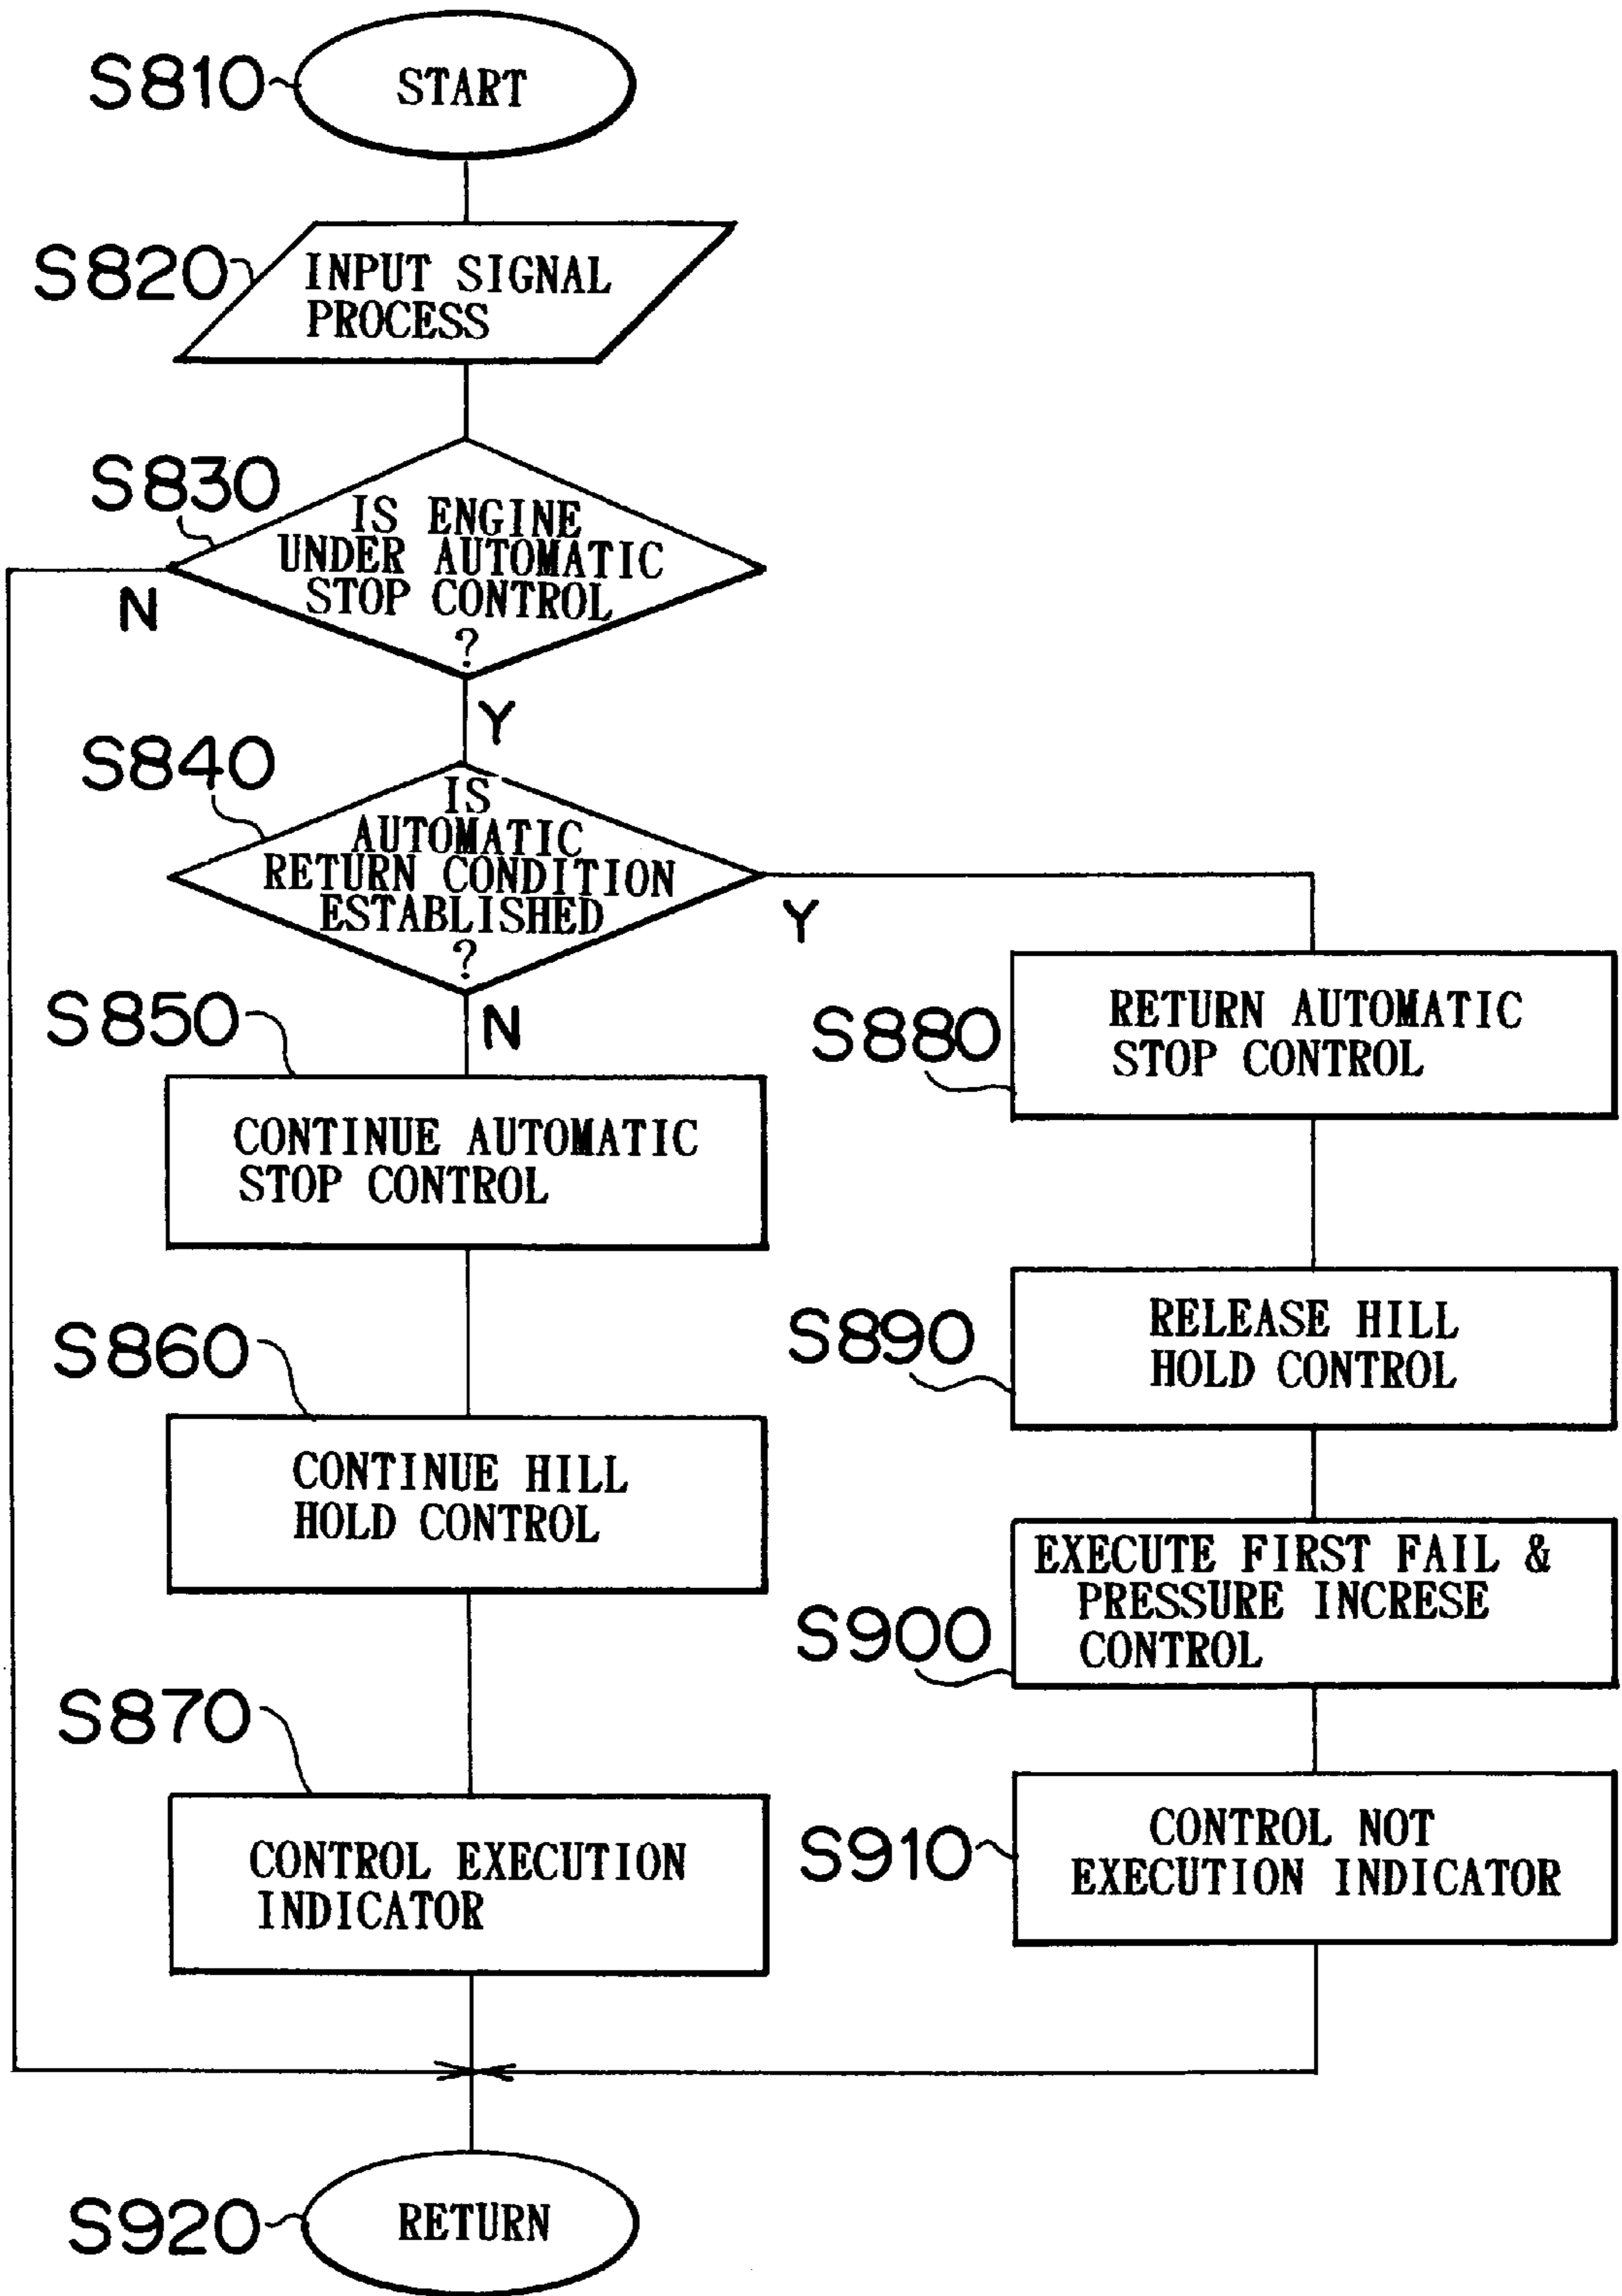 S810
START
S820
INPUT SIGNAL
PROCESS
S830
IS ENGINE
UNDER AUTOMATIC
STOP CONTROL
?
N
Y
S840
IS
AUTOMATIC
RETURN CONDITION
ESTABLISHED
?
Y
N
S850
CONTINUE AUTOMATIC
STOP CONTROL
S860
CONTINUE HILL
HOLD CONTROL
S870
CONTROL EXECUTION
INDICATOR
S880
RETURN AUTOMATIC
STOP CONTROL
S890
RELEASE HILL
HOLD CONTROL
S900
EXECUTE FIRST FAIL &
PRESSURE INCRESE
CONTROL
S910
CONTROL NOT
EXECUTION INDICATOR
S920
RETURN